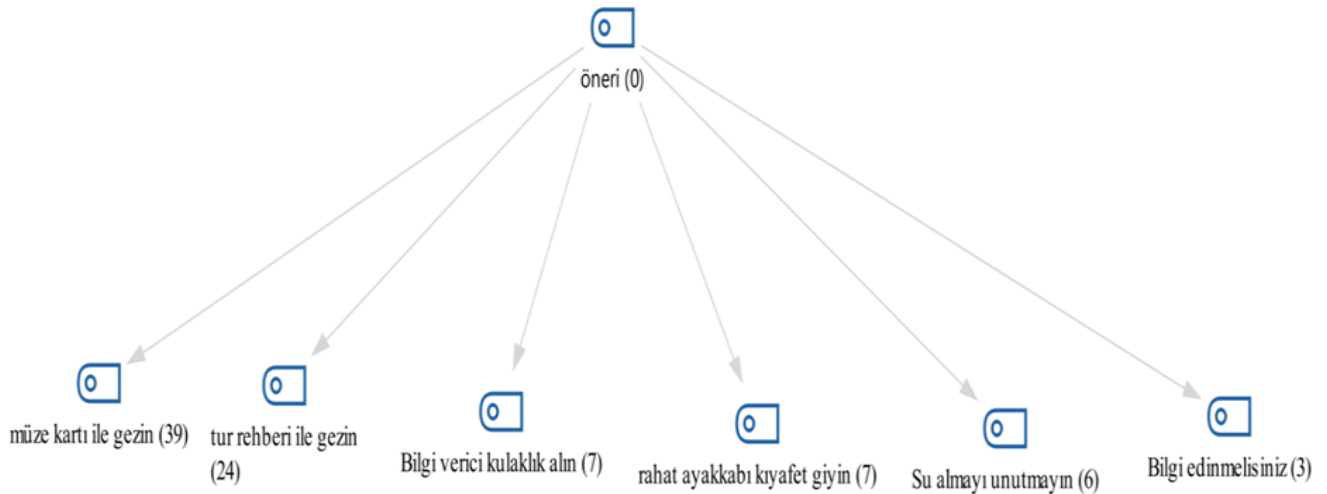 öneri (0)
müze kartı ile gezin (39)
tur rehberi ile gezin
(24)
Bilgi verici kulaklık alın (7)
rahat ayakkabı kıyafet giyin (7)
Su almayı unutmayın (6)
Bilgi edinmelisiniz (3)